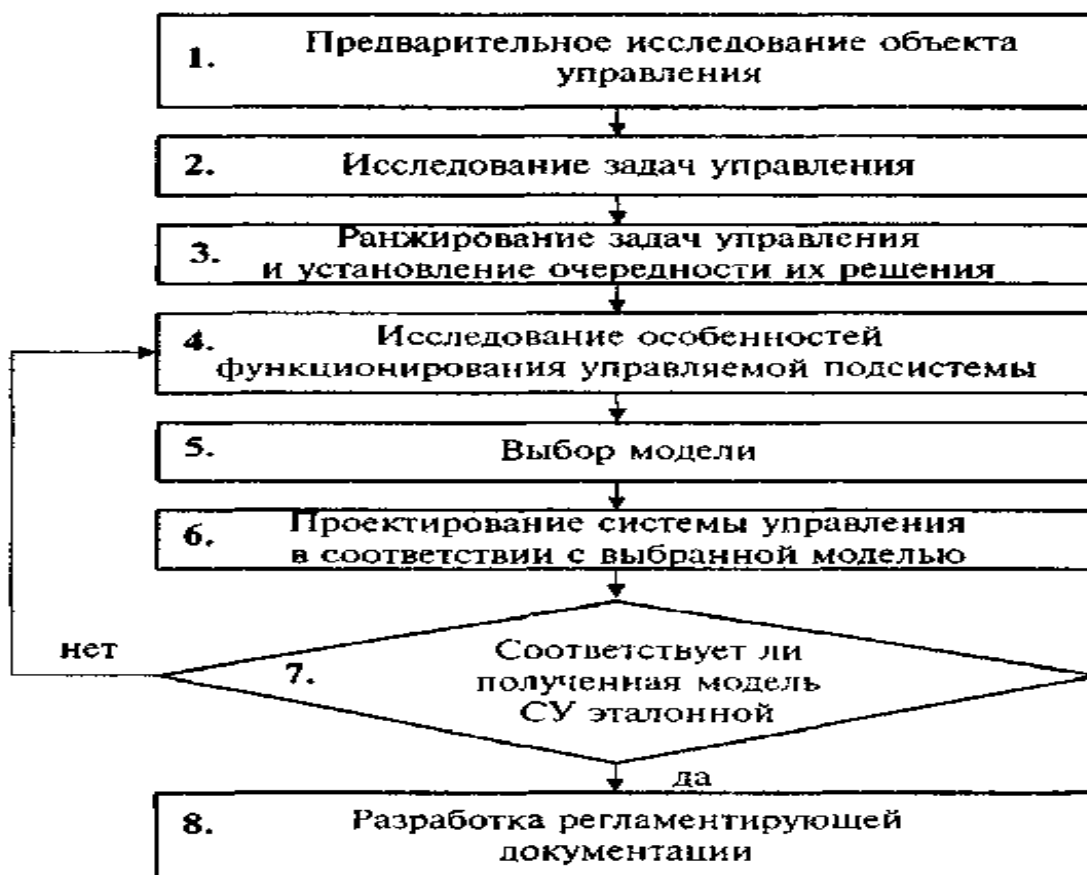 1. Предварительное исследование объекта
управления
2. Исследование задач управления
3. Ранжирование задач управления
и установление очередности их решения
4. Исследование особенностей
функционирования управляемой подсистемы
5. Выбор модели
6. Проектирование системы управления
в соответствии с выбранной моделью
нет
7. Соответствует ли
полученная модель
СУ эталонной
да
8. Разработка регламентирующей
документации